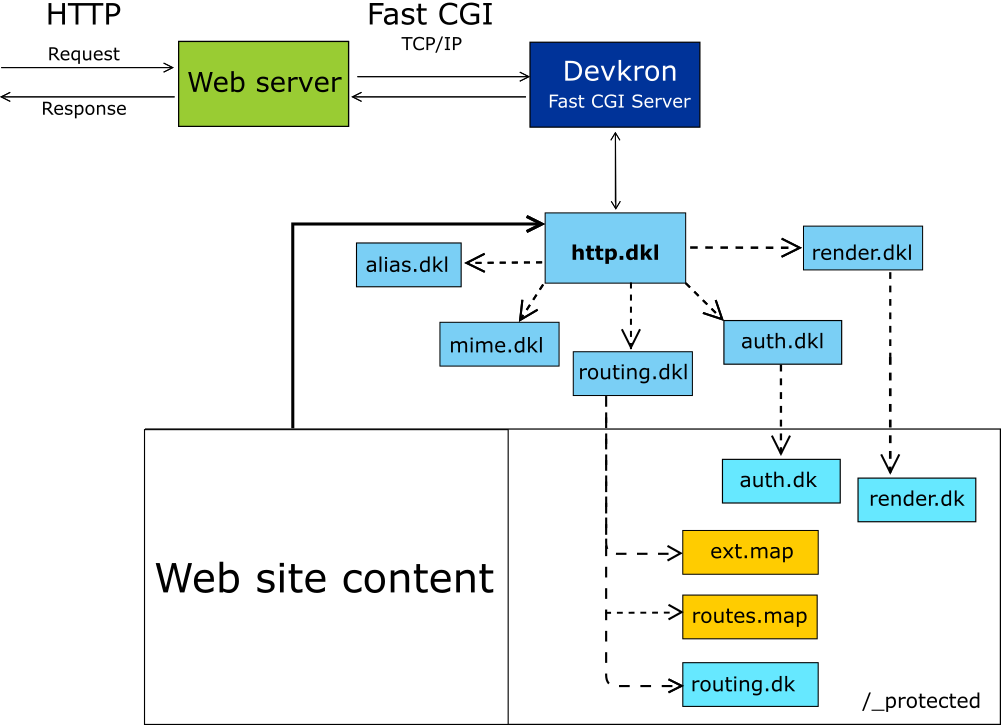 HTTP
Fast CGI
Request
TCP/IP
Web server
Devkron
Fast CGI Server
Response
http.dkl
alias.dkl
render.dkl
mime.dkl
auth.dkl
routing.dkl
auth.dk
render.dk
ext.map
Web site content
routes.map
routing.dk
/_protected